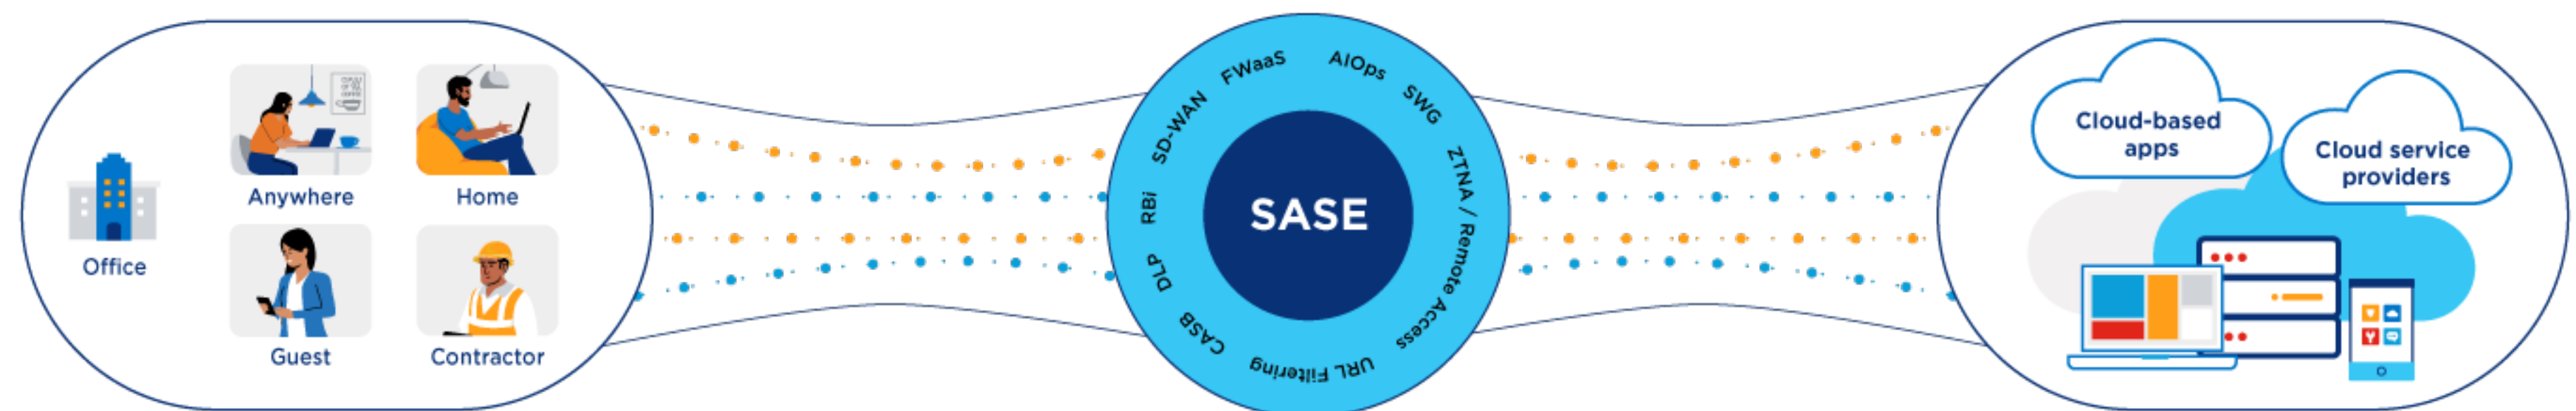 Office
Anywhere
Home
Guest
Contractor
SASE
FWaaS
AIOps
SWG
ZTNA / Remote Access
URL Filtering
CASB
DLP
RBi
SD-WAN
Cloud-based
apps
Cloud service
providers